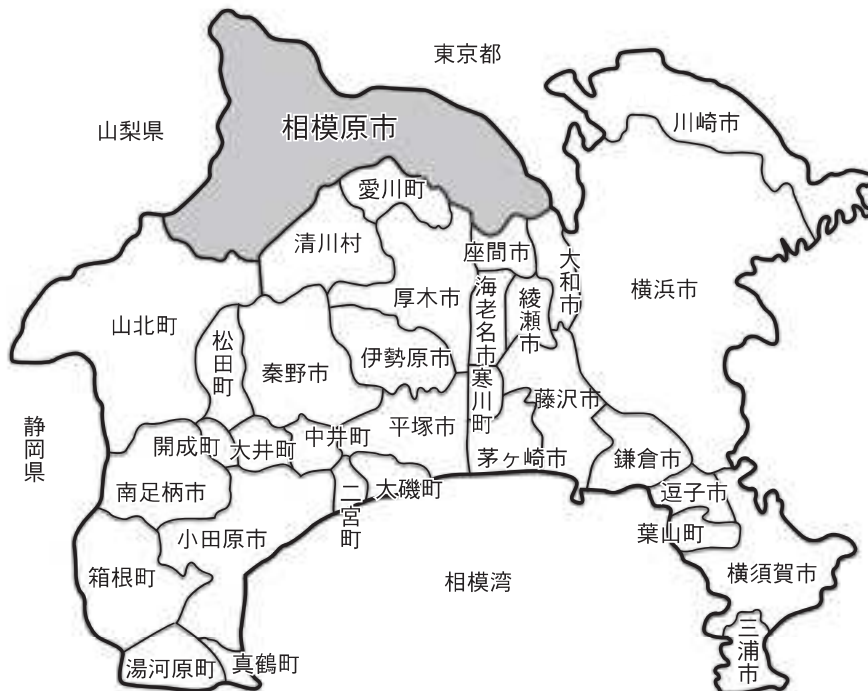 東京都
川崎市
山梨県
相模原市
愛川町
清川村
座間市
大和市
厚木市
海老名市
綾瀬市
横浜市
山北町
松田町
秦野市
伊勢原市
寒川町
藤沢市
静岡県
開成町
大井町
中井町
平塚市
茅ヶ崎市
鎌倉市
南足柄市
二宮町
大磯町
逗子市
小田原市
葉山町
箱根町
相模湾
横須賀市
湯河原町
真鶴町
三浦市